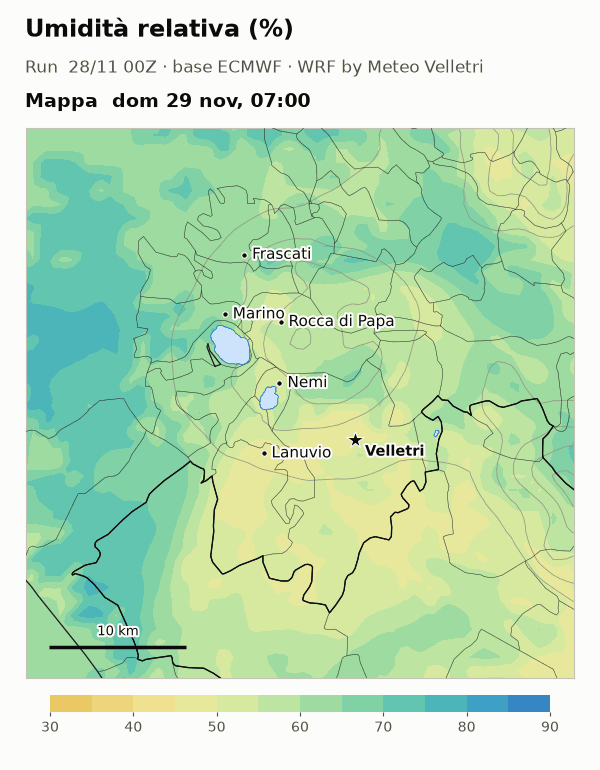 Umidità relativa (%)
Run  28/11 00Z · base ECMWF · WRF by Meteo Velletri
Mappa  dom 29 nov, 07:00
Frascati
Marino
Rocca di Papa
Nemi
Velletri
Lanuvio
10 km
30 40 50 60 70 80 90